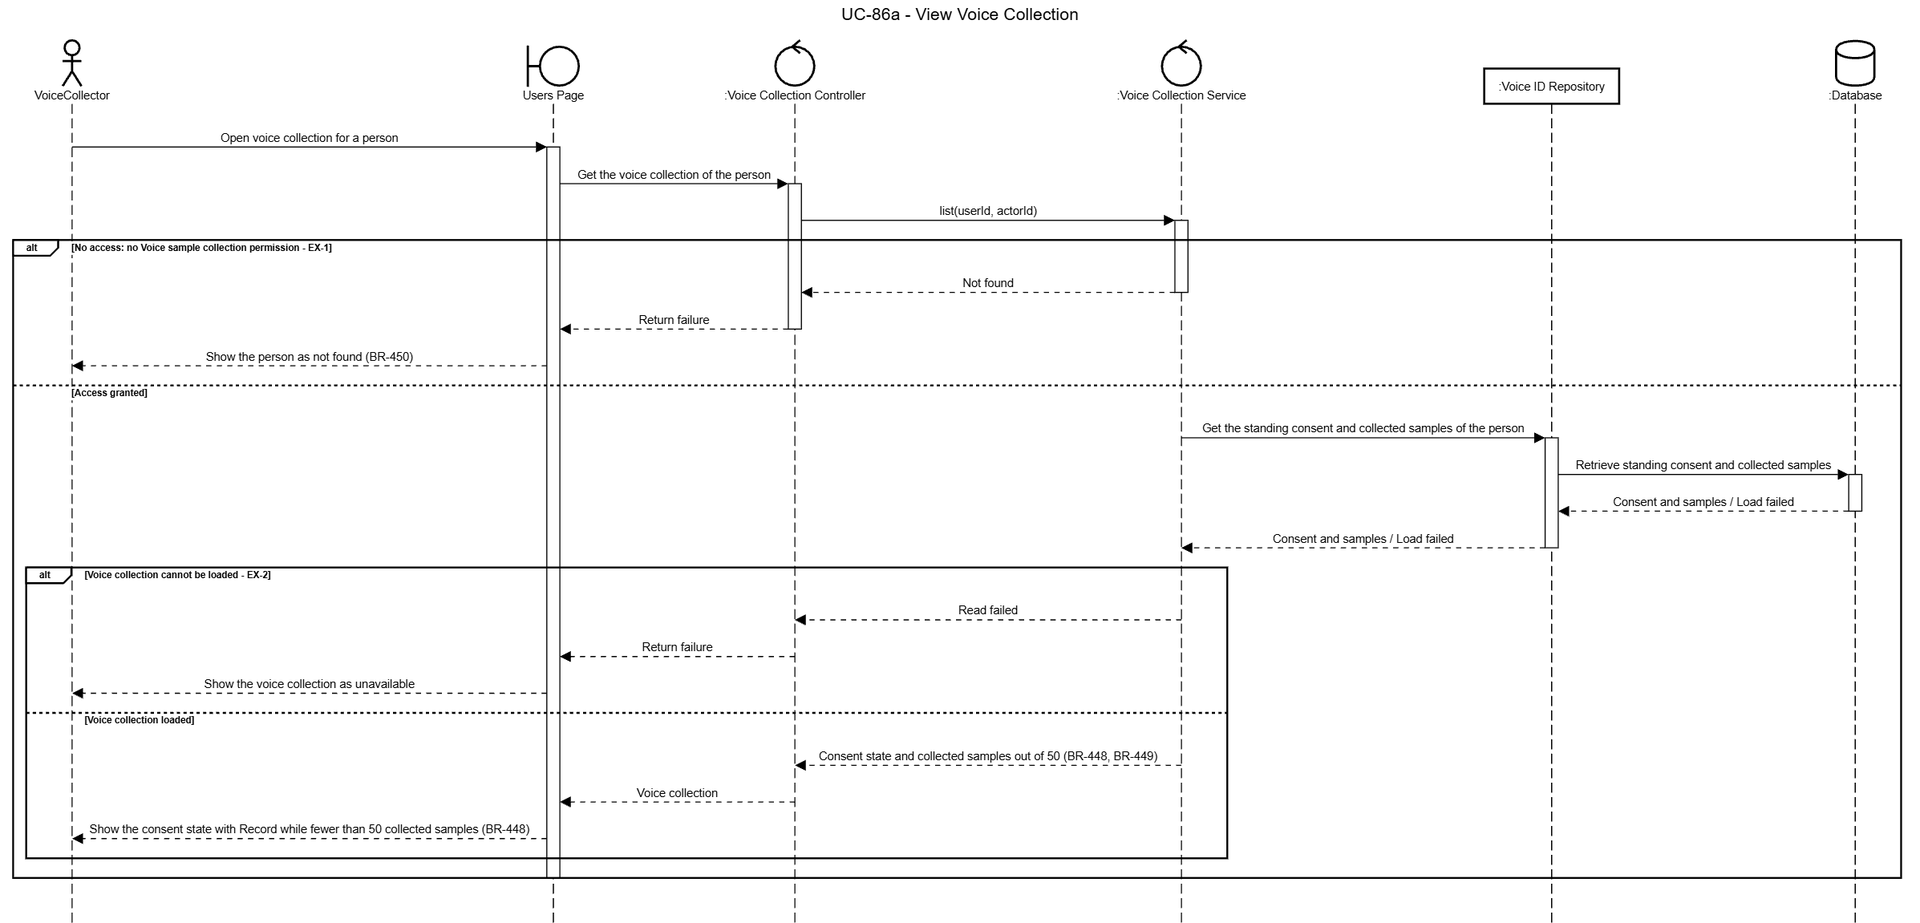 UC-86a - View Voice Collection
VoiceCollector
Users Page
:Voice Collection Controller
:Voice Collection Service
:Voice ID Repository
:Database
Open voice collection for a person
Get the voice collection of the person
list(userId, actorId)
alt
[No access: no Voice sample collection permission - EX-1]
Not found
Return failure
Show the person as not found (BR-450)
[Access granted]
Get the standing consent and collected samples of the person
Retrieve standing consent and collected samples
Consent and samples / Load failed
Consent and samples / Load failed
alt
[Voice collection cannot be loaded - EX-2]
Read failed
Return failure
Show the voice collection as unavailable
[Voice collection loaded]
Consent state and collected samples out of 50 (BR-448, BR-449)
Voice collection
Show the consent state with Record while fewer than 50 collected samples (BR-448)